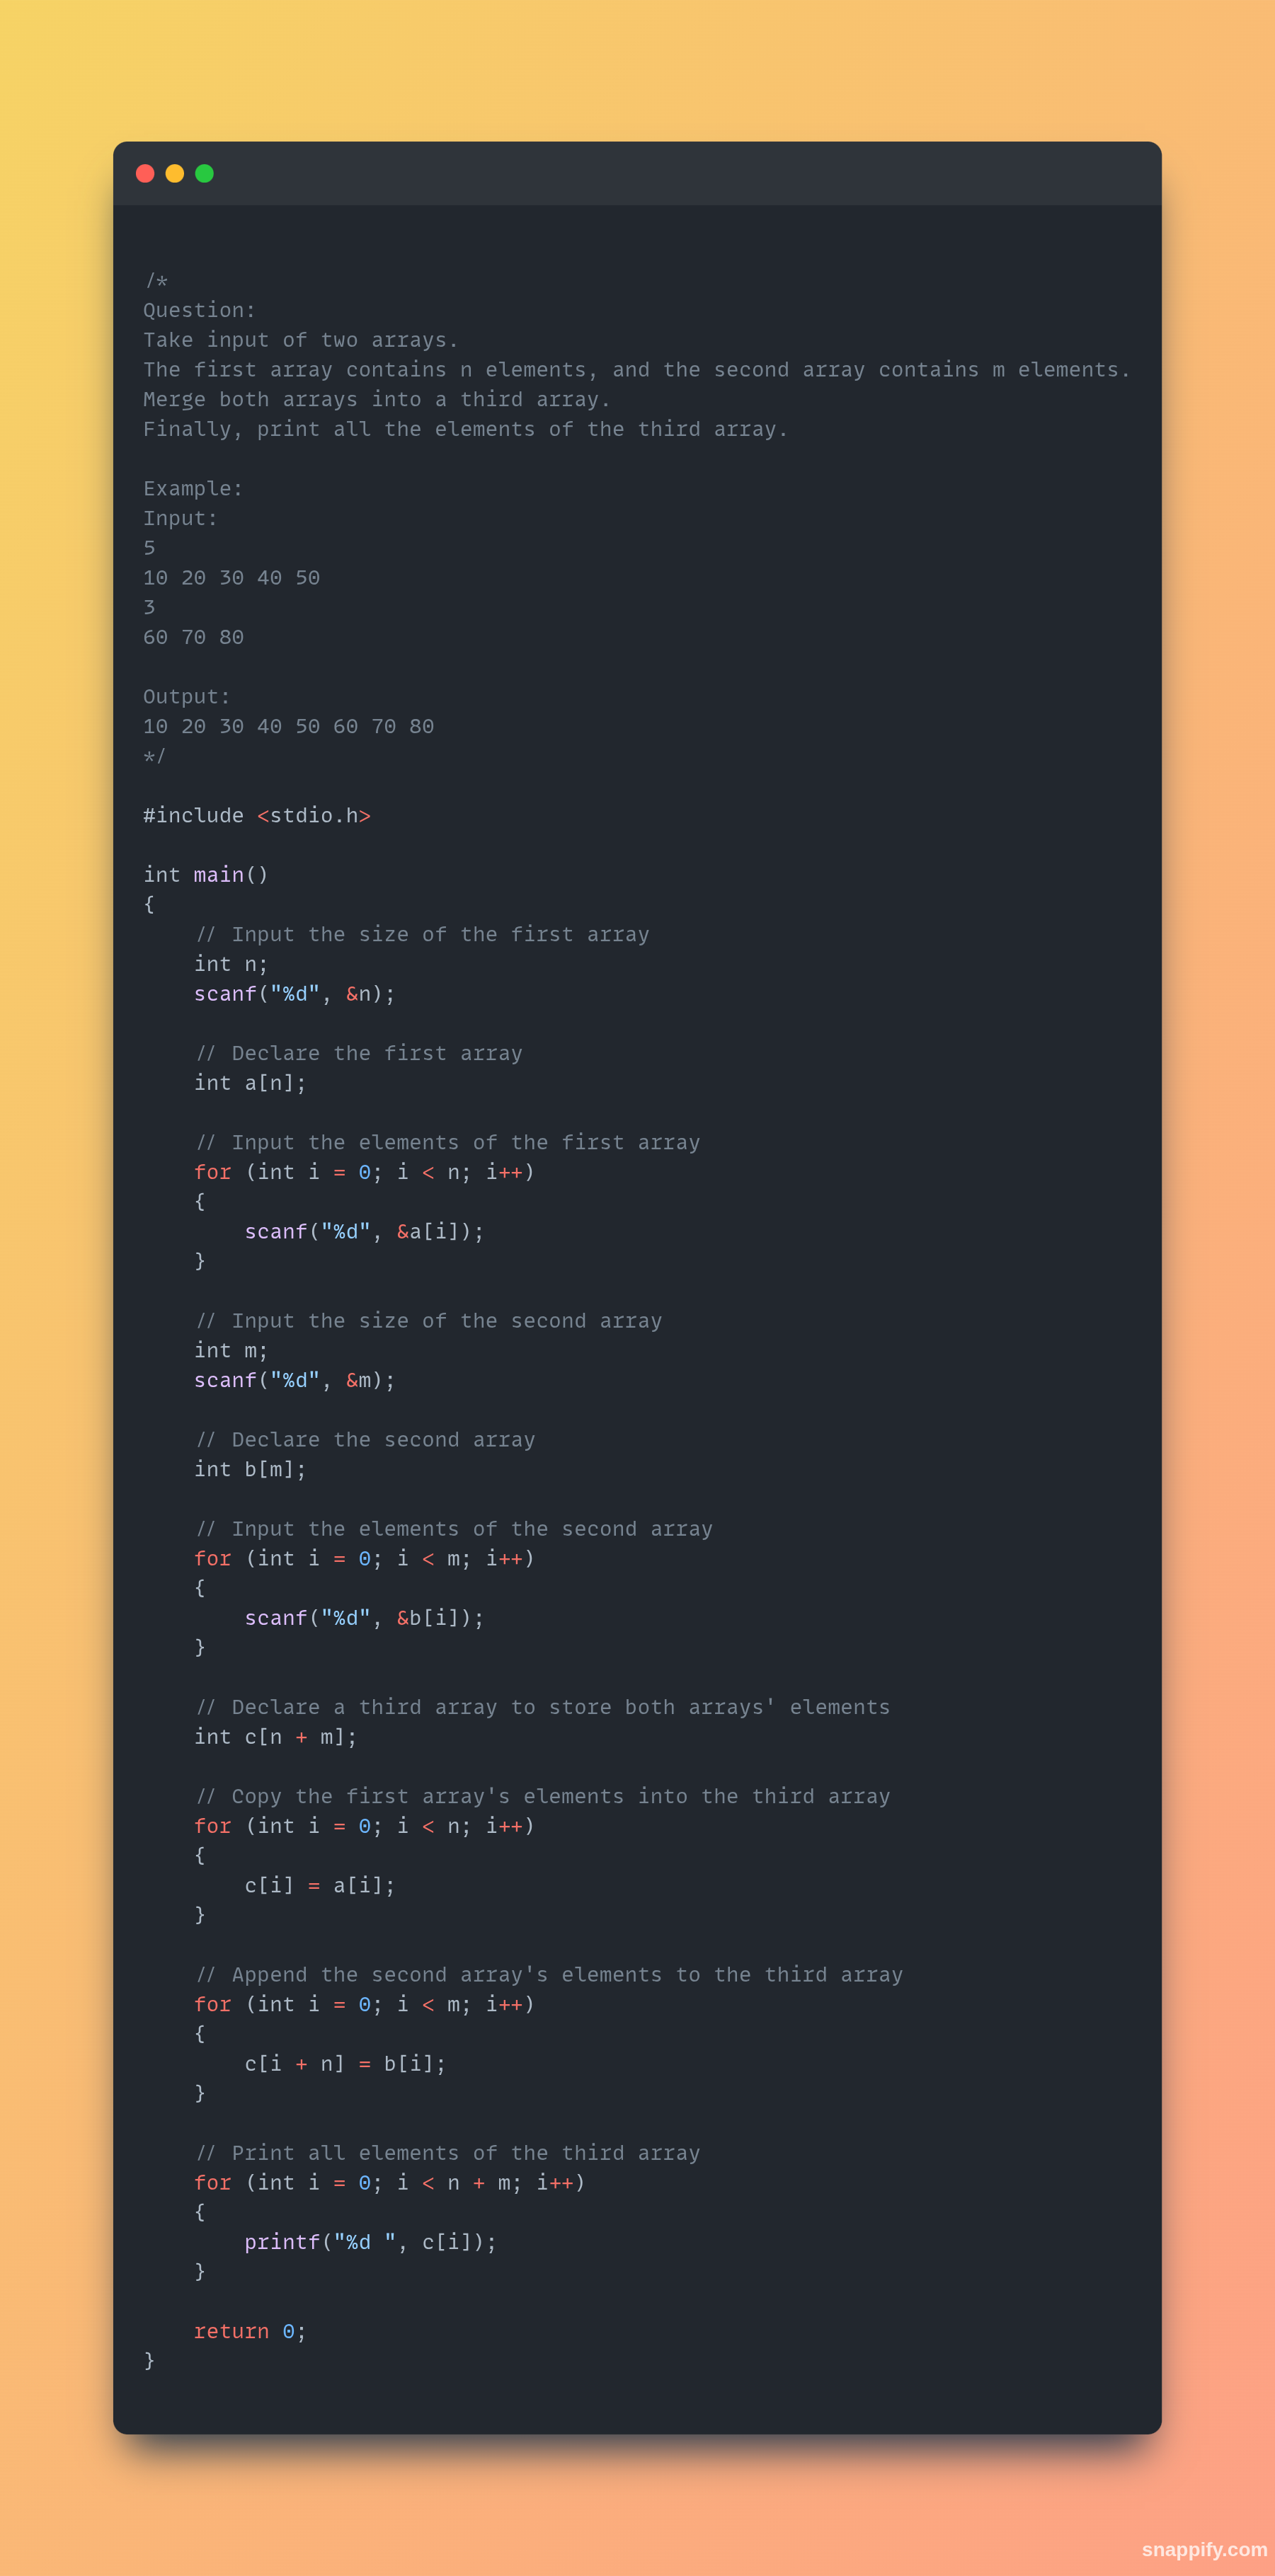 /*
Question:
Take input of two arrays.
The first array contains n elements, and the second array contains m elements.
Merge both arrays into a third array.
Finally, print all the elements of the third array.

Example:
Input:
5
10 20 30 40 50
3
60 70 80

Output:
10 20 30 40 50 60 70 80
*/

#include <stdio.h>

int main()
{
    // Input the size of the first array
    int n;
    scanf("%d", &n);

    // Declare the first array
    int a[n];

    // Input the elements of the first array
    for (int i = 0; i < n; i++)
    {
        scanf("%d", &a[i]);
    }

    // Input the size of the second array
    int m;
    scanf("%d", &m);

    // Declare the second array
    int b[m];

    // Input the elements of the second array
    for (int i = 0; i < m; i++)
    {
        scanf("%d", &b[i]);
    }

    // Declare a third array to store both arrays' elements
    int c[n + m];

    // Copy the first array's elements into the third array
    for (int i = 0; i < n; i++)
    {
        c[i] = a[i];
    }

    // Append the second array's elements to the third array
    for (int i = 0; i < m; i++)
    {
        c[i + n] = b[i];
    }

    // Print all elements of the third array
    for (int i = 0; i < n + m; i++)
    {
        printf("%d ", c[i]);
    }

    return 0;
}
snappify.com